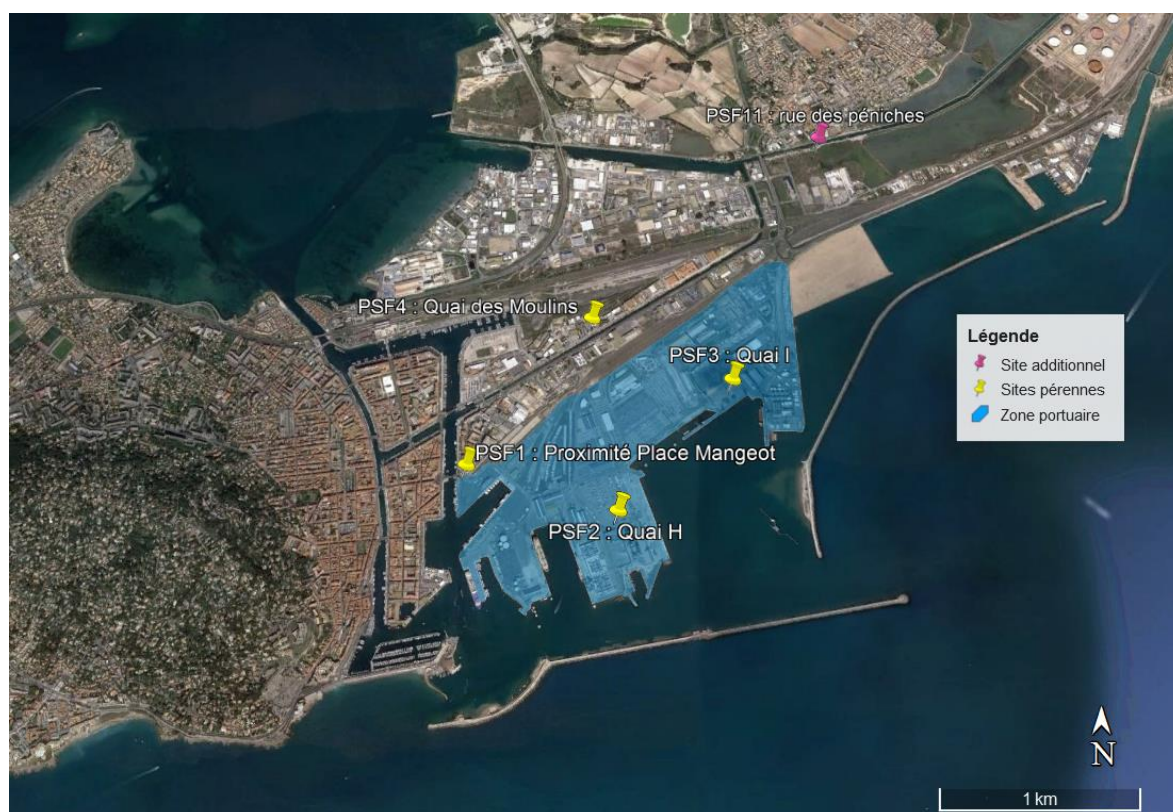 PSF11 : rue des péniches
PSF4 : Quai des Moulins
PSF3 : Quai I
PSF1 : Proximité Place Mangeot
PSF2 : Quai H
Légende
Site additionnel
Sites pérennes
Zone portuaire
N
1 km